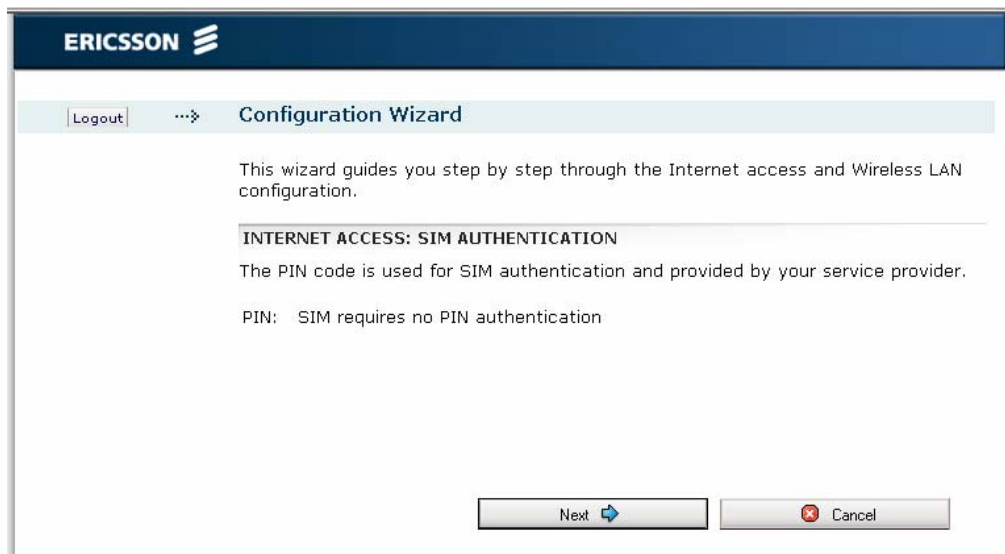 ERICSSON
Logout
Configuration Wizard
This wizard guides you step by step through the Internet access and Wireless LAN
configuration.
INTERNET ACCESS: SIM AUTHENTICATION
The PIN code is used for SIM authentication and provided by your service provider.
PIN: SIM requires no PIN authentication
Next
Cancel